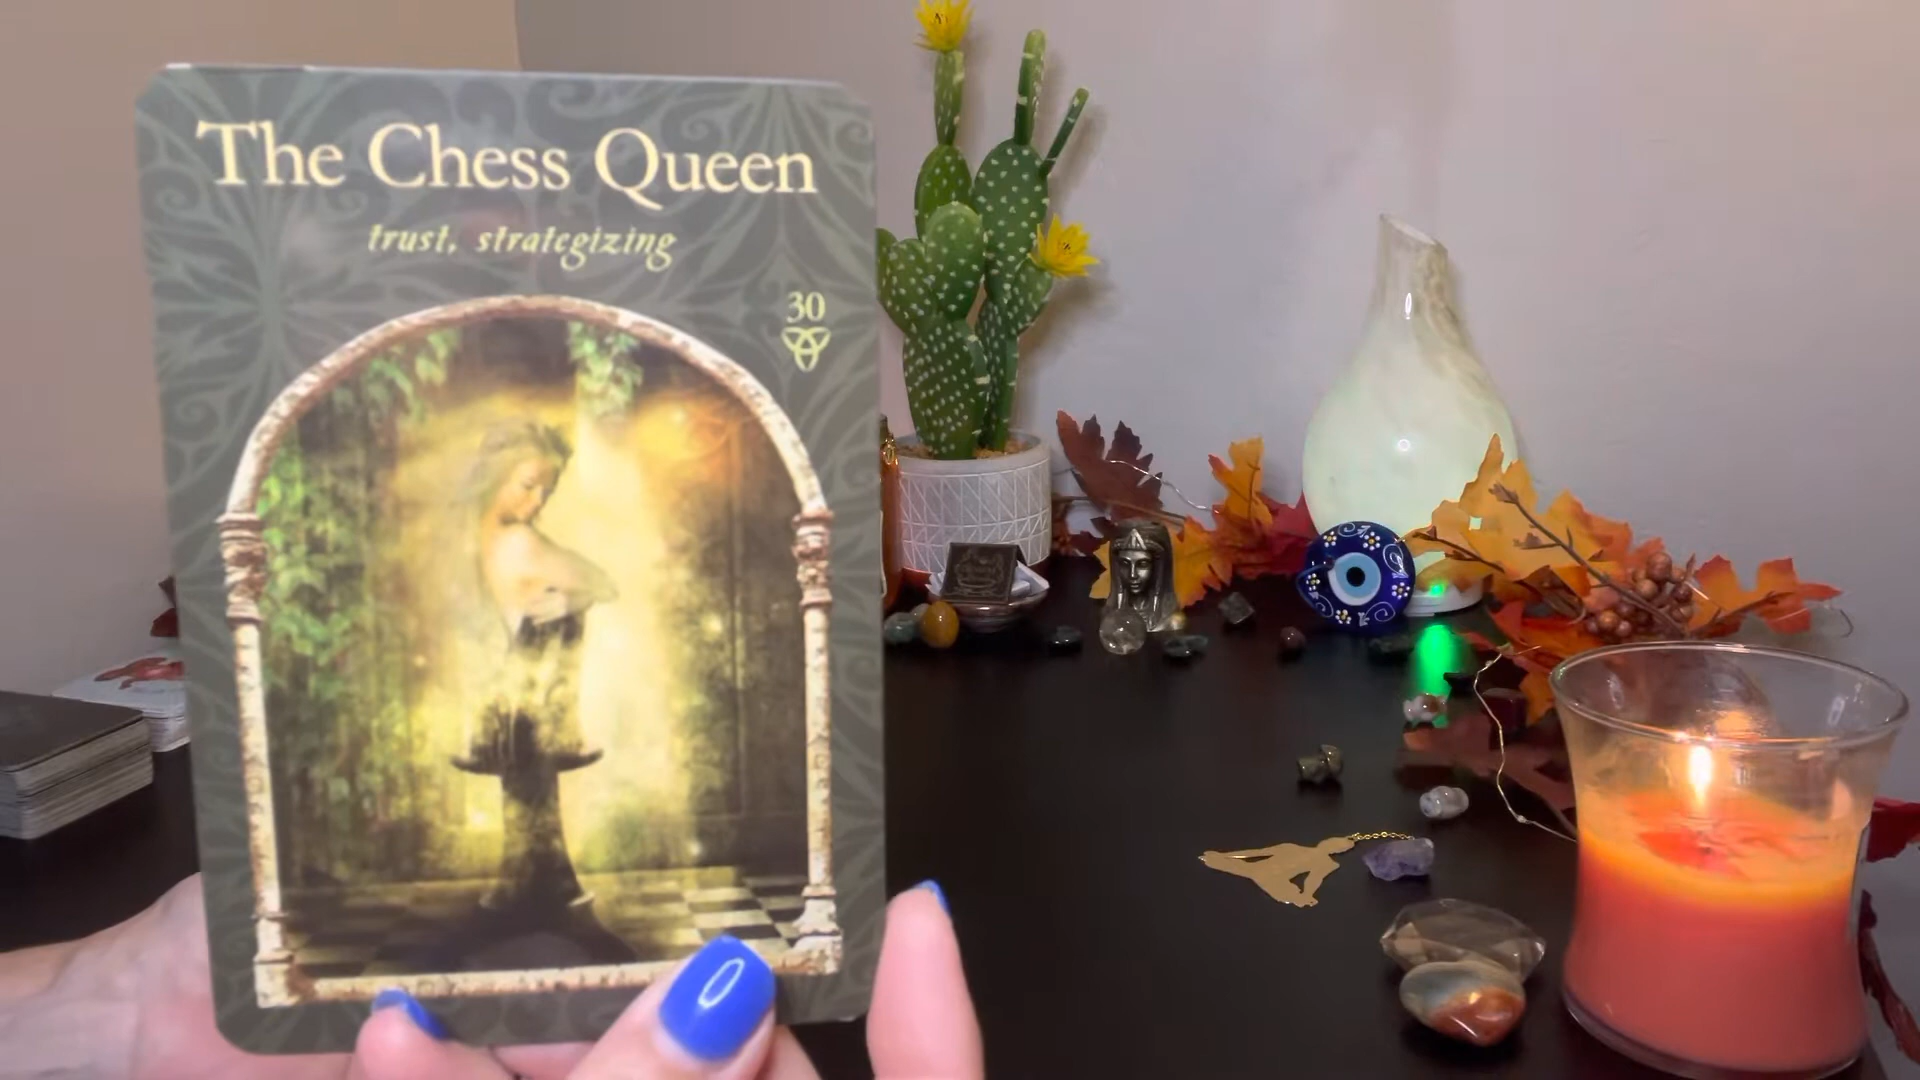 The Chess Queen
trust, strategizing
30